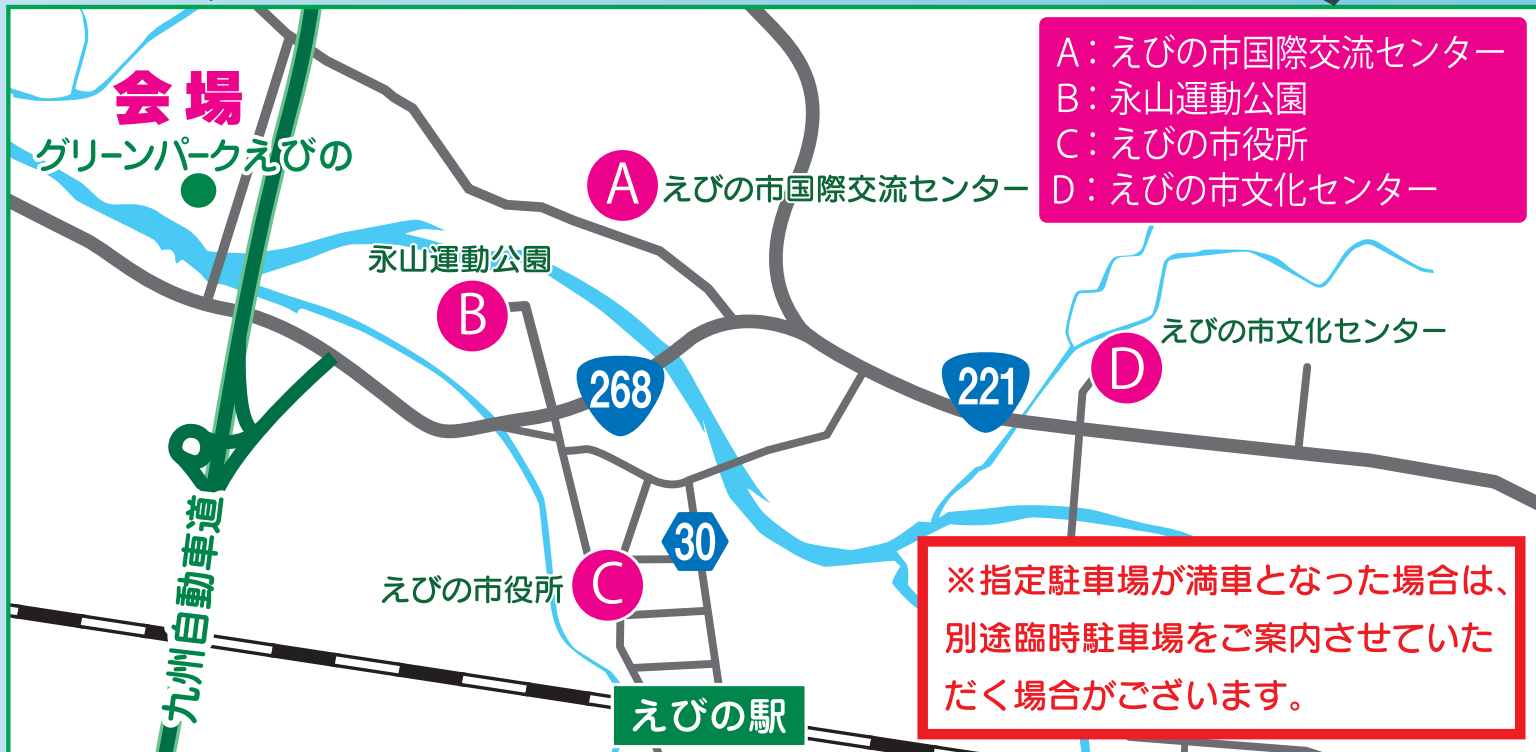 会場
グリーンパークえびの
A：えびの市国際交流センター
B：永山運動公園
C：えびの市役所
D：えびの市文化センター
A
えびの市国際交流センター
永山運動公園
B
268
221
えびの市文化センター
D
九州自動車道
30
えびの市役所
C
えびの駅
※指定駐車場が満車となった場合は、
別途臨時駐車場をご案内させていた
だく場合がございます。